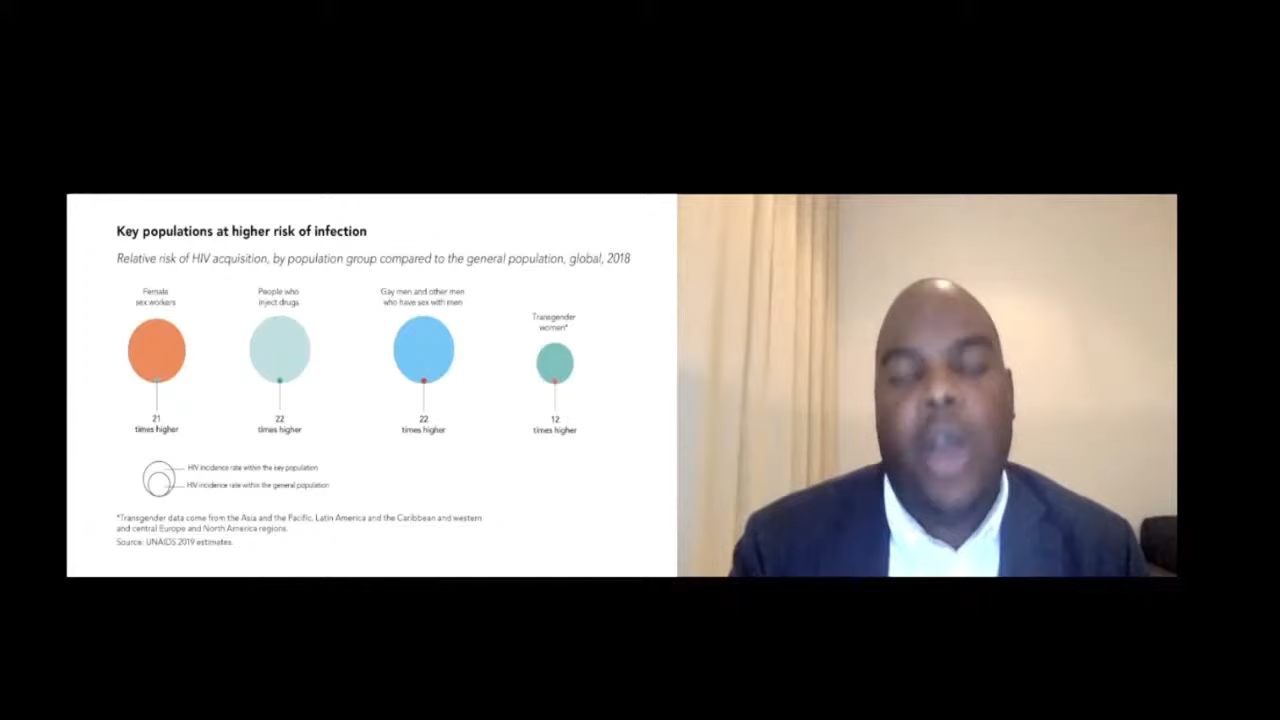 Key populations at higher risk of infection
Relative risk of HIV acquisition, by population group compared to the general population, global, 2018
Female
sex workers
People who
inject drugs
Gay men and other men
who have sex with men
Transgender
women*
21
times higher
22
times higher
22
times higher
12
times higher
HIV incidence rate within the key population
HIV incidence rate within the general population
*Transgender data come from the Asia and the Pacific, Latin America and the Caribbean and western
and central Europe and North America regions.
Source: UNAIDS 2019 estimates.